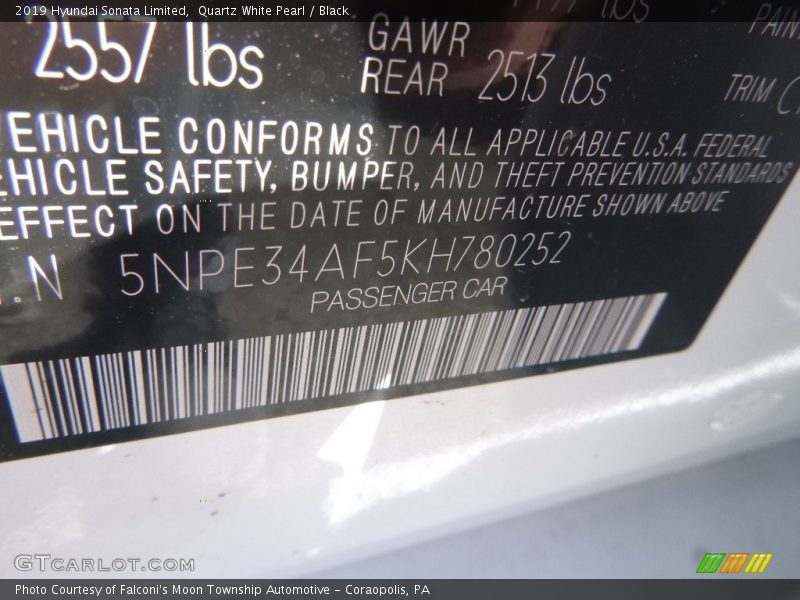 2019 Hyundai Sonata Limited, Quartz White Pearl / Black
2557 lbs
GAWR
REAR 2513 lbs
TRIM
EHICLE CONFORMS TO ALL APPLICABLE U.S.A. FEDERAL
EHICLE SAFETY, BUMPER, AND THEFT PREVENTION STANDARDS
EFFECT ON THE DATE OF MANUFACTURE SHOWN ABOVE
.N 5NPE34AF5KH780252
PASSENGER CAR
GTCARLOT.COM
Photo Courtesy of Falconi's Moon Township Automotive - Coraopolis, PA